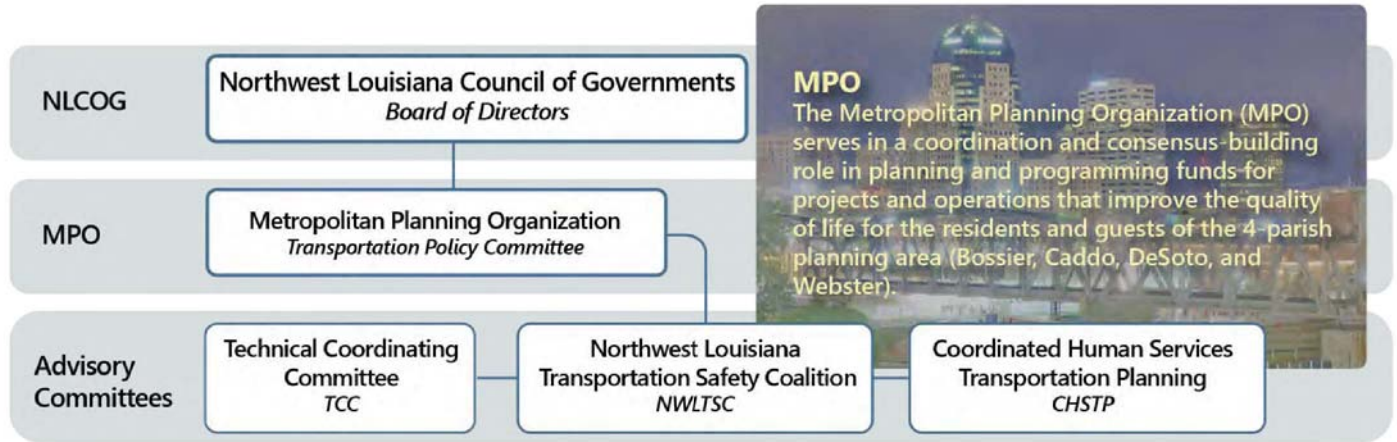 NLCOG
Northwest Louisiana Council of Governments
Board of Directors
MPO
Metropolitan Planning Organization
Transportation Policy Committee
MPO
The Metropolitan Planning Organization (MPO)
serves in a coordination and consensus-building
role in planning and programming funds for
projects and operations that improve the quality
of life for the residents and guests of the 4-parish
planning area (Bossier, Caddo, DeSoto, and
Webster).
Advisory
Committees
Technical Coordinating
Committee
TCC
Northwest Louisiana
Transportation Safety Coalition
NWLTSC
Coordinated Human Services
Transportation Planning
CHSTP